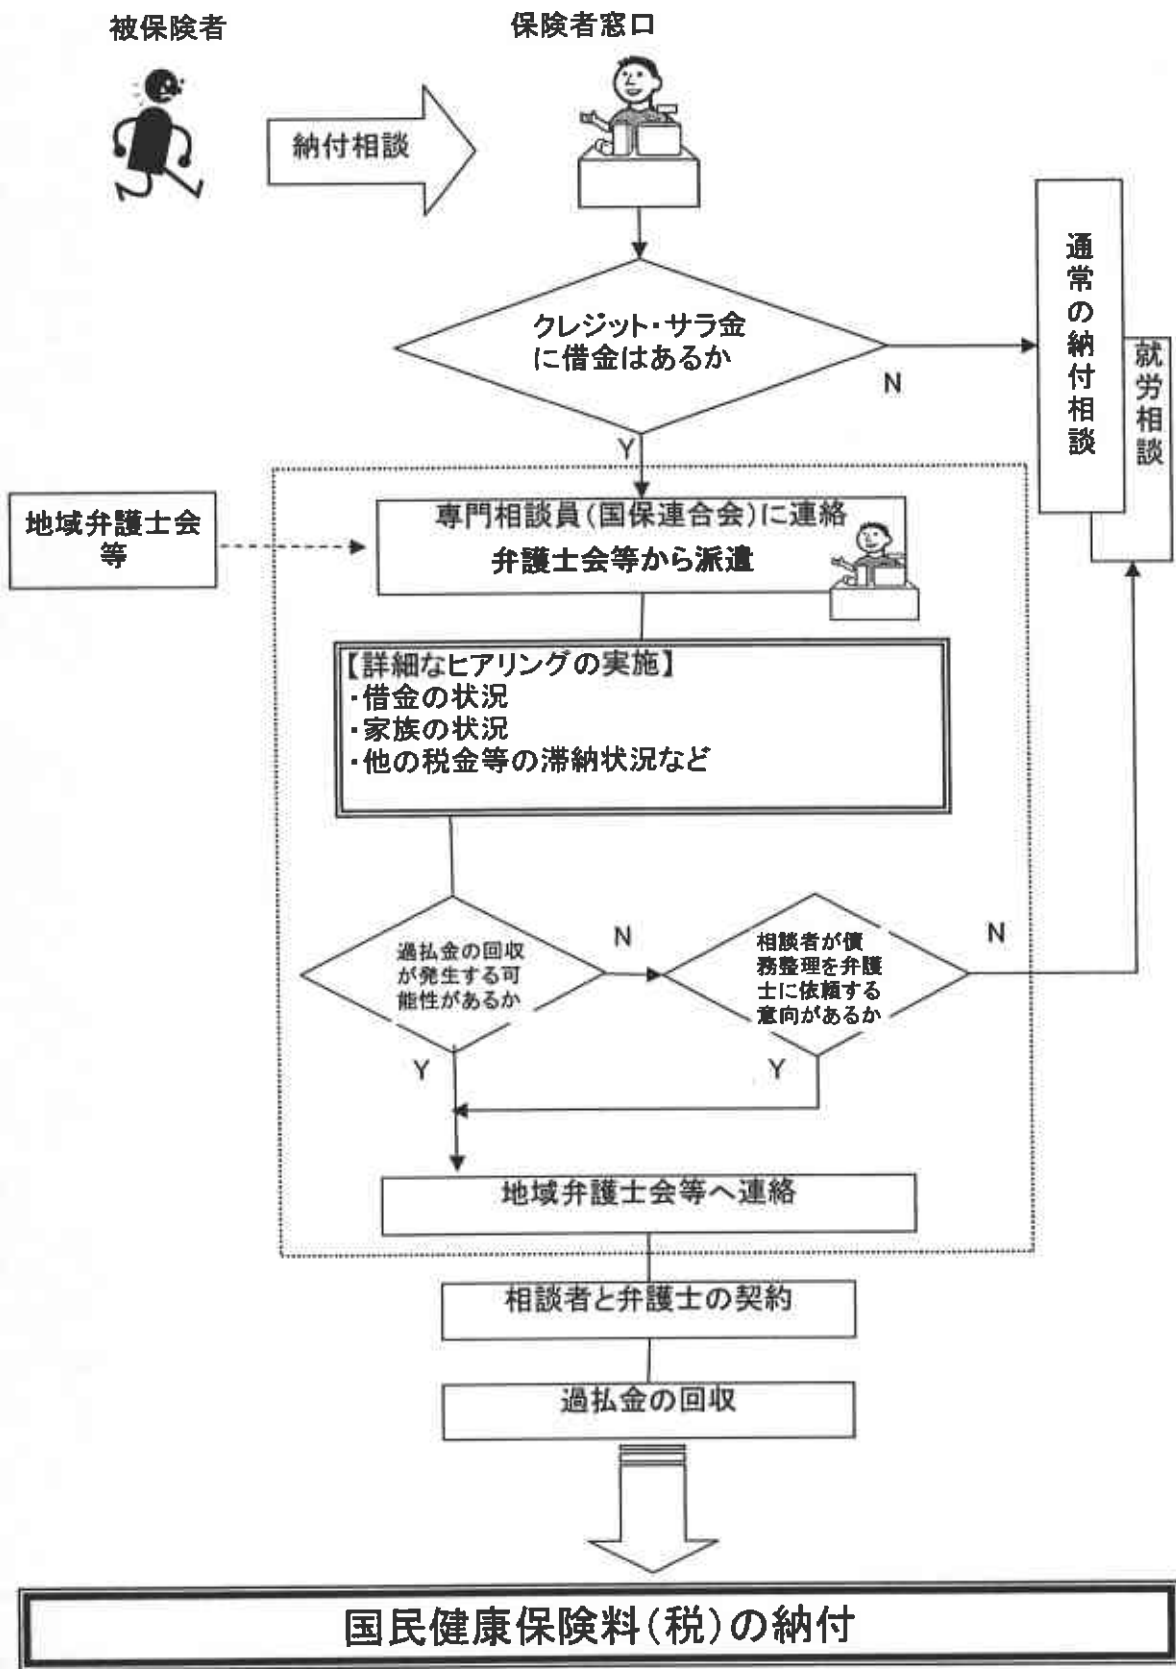 被保険者
保険者窓口
納付相談
クレジット・サラ金
に借金はあるか
N
通常の納付相談
就労相談
Y
地域弁護士会
等
専門相談員(国保連合会)に連絡
弁護士会等から派遣
【詳細なヒアリングの実施】
・借金の状況
・家族の状況
・他の税金等の滞納状況など
過払金の回収
が発生する可
能性があるか
N
相談者が債
務整理を弁護
士に依頼する
意向があるか
N
Y
Y
地域弁護士会等へ連絡
相談者と弁護士の契約
過払金の回収
国民健康保険料(税)の納付